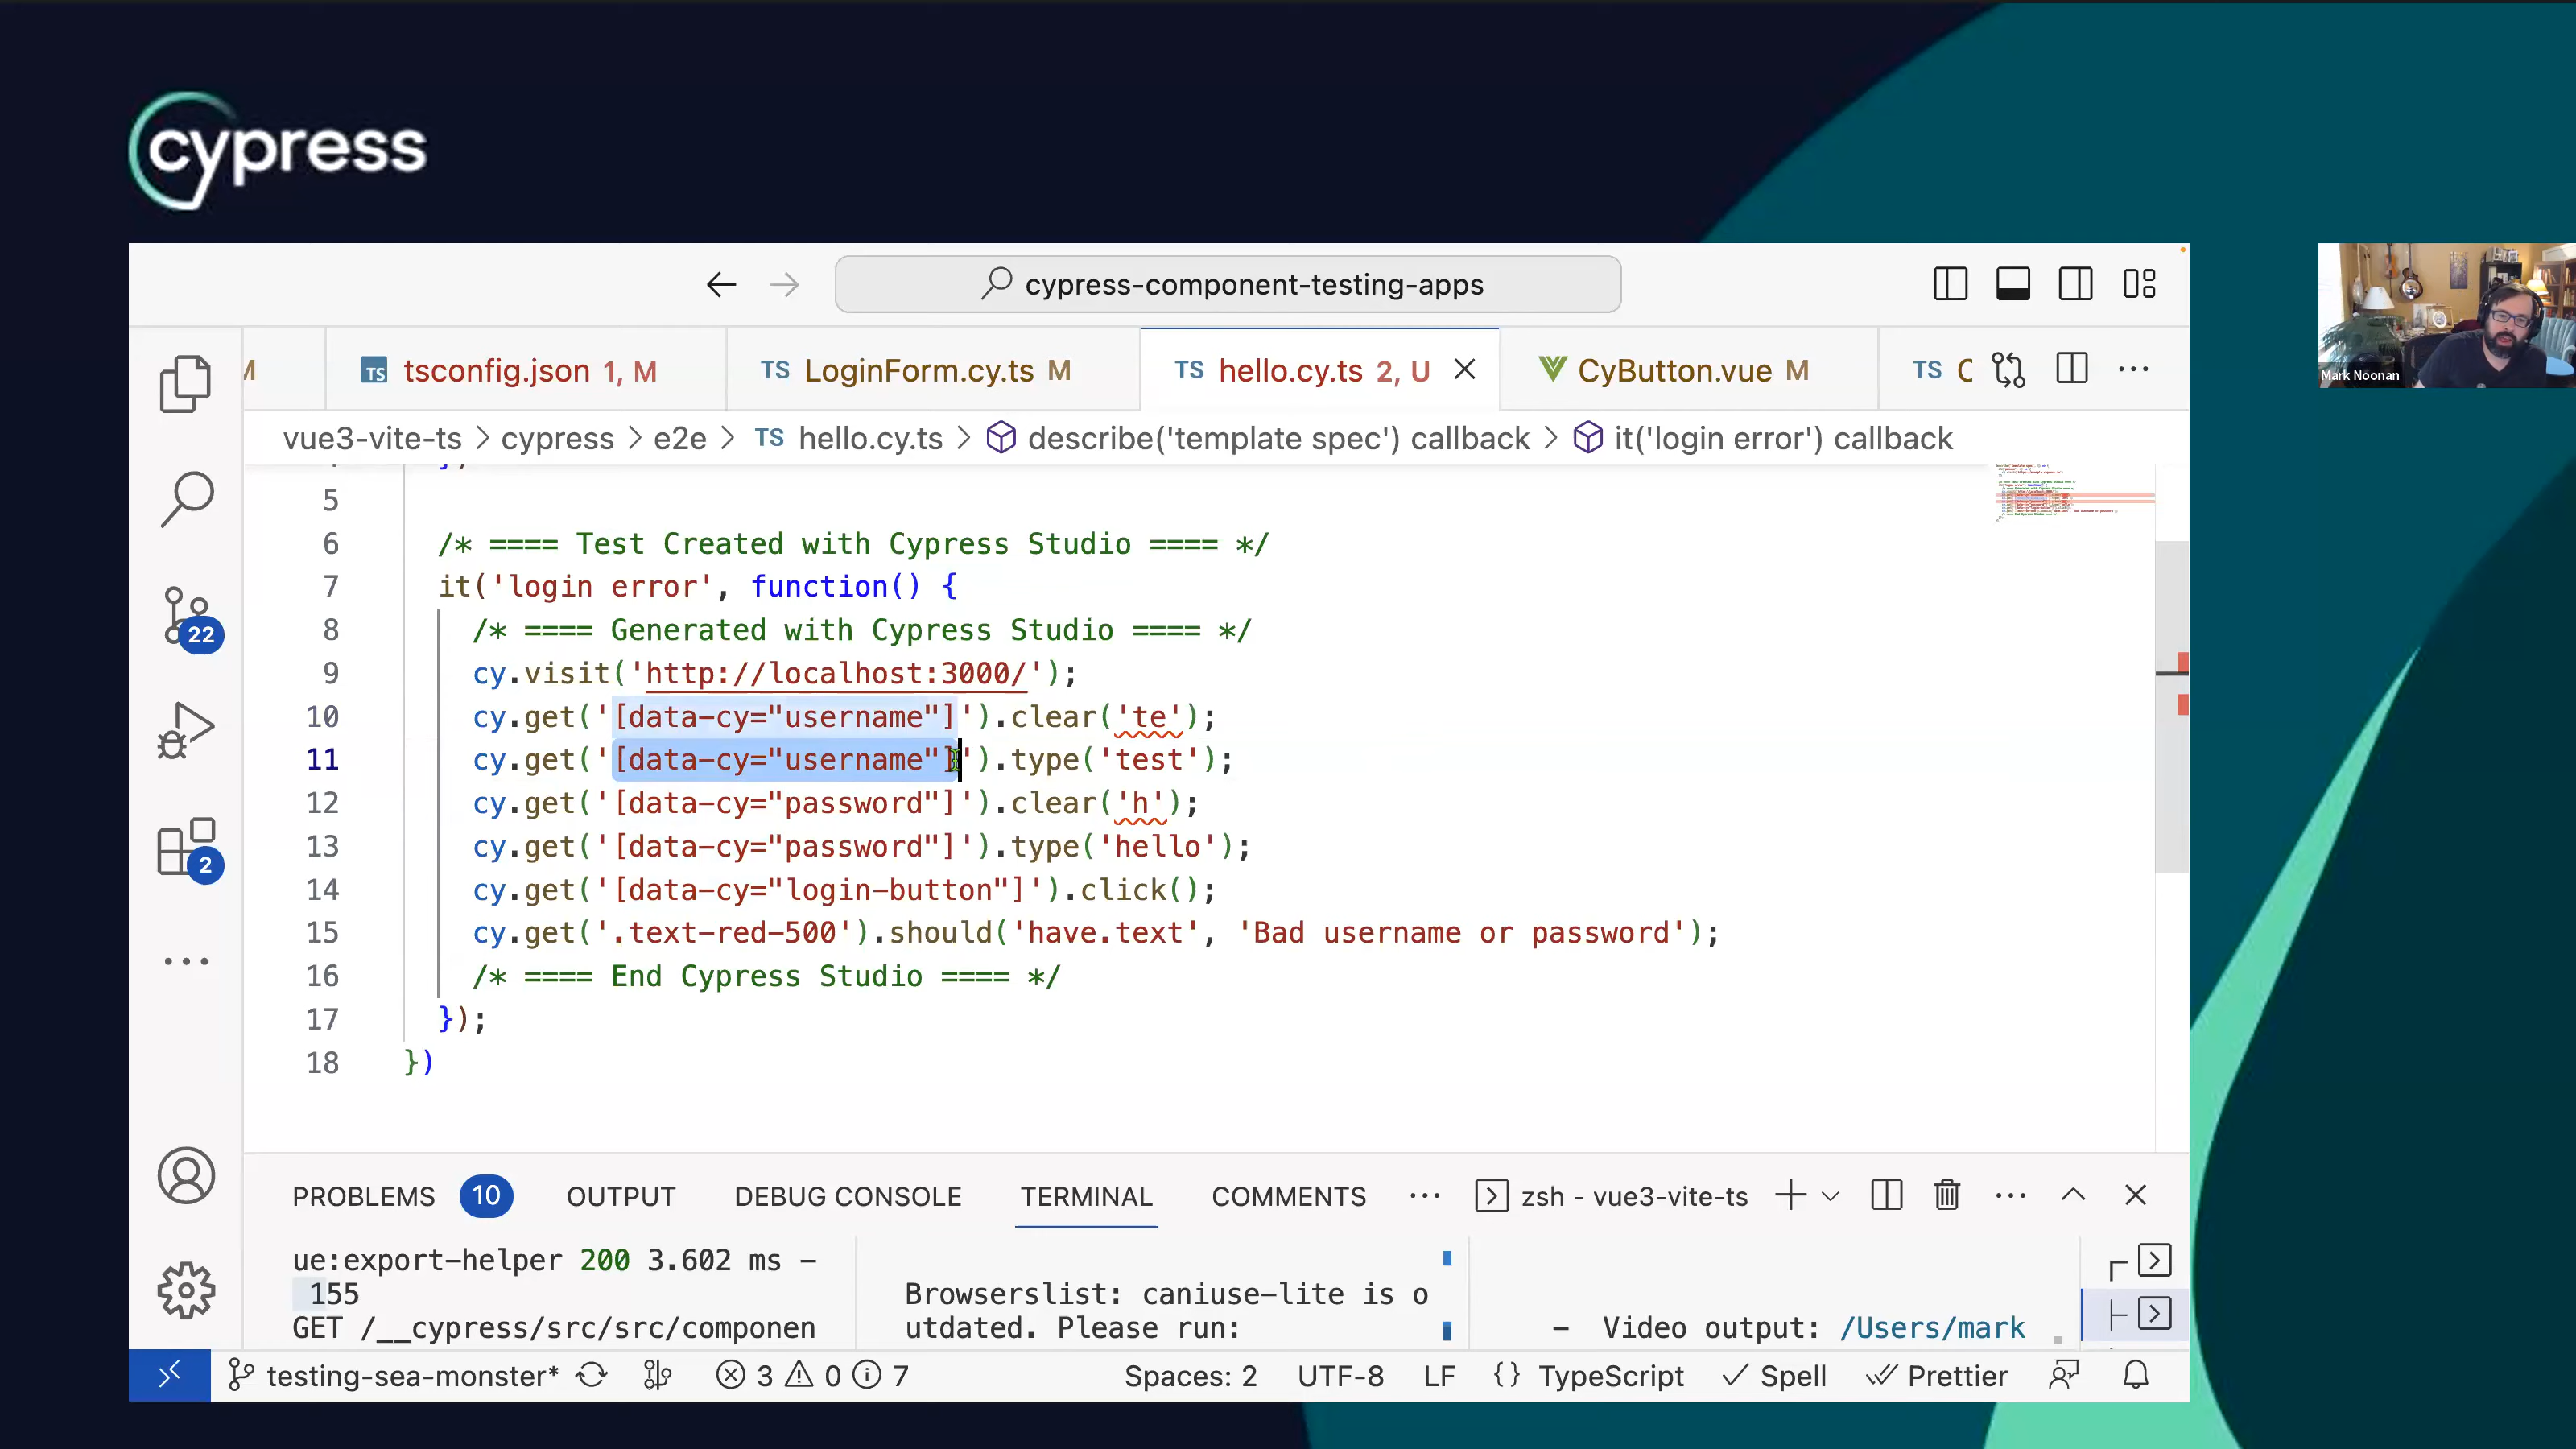 cypress
cypress-component-testing-apps
M
TS tsconfig.json 1, M
TS LoginForm.cy.ts M
TS hello.cy.ts 2, U
CyButton.vue M
TS C
Mark Noonan
vue3-vite-ts > cypress > e2e > TS hello.cy.ts > describe('template spec') callback > it('login error') callback
5
6 /* ==== Test Created with Cypress Studio ==== */
7 it('login error', function() {
8 /* ==== Generated with Cypress Studio ==== */
9 cy.visit('http://localhost:3000/');
10 cy.get('[data-cy="username"]').clear('te');
11 cy.get('[data-cy="username"]').type('test');
12 cy.get('[data-cy="password"]').clear('h');
13 cy.get('[data-cy="password"]').type('hello');
14 cy.get('[data-cy="login-button"]').click();
15 cy.get('.text-red-500').should('have.text', 'Bad username or password');
16 /* ==== End Cypress Studio ==== */
17 });
18 })
22
2
PROBLEMS 10 OUTPUT DEBUG CONSOLE TERMINAL COMMENTS ··· zsh - vue3-vite-ts
ue:export-helper 200 3.602 ms -
155
GET /__cypress/src/src/componen
Browserslist: caniuse-lite is o
utdated. Please run:
- Video output: /Users/mark
testing-sea-monster* 3 0 7 Spaces: 2 UTF-8 LF {} TypeScript Spell Prettier